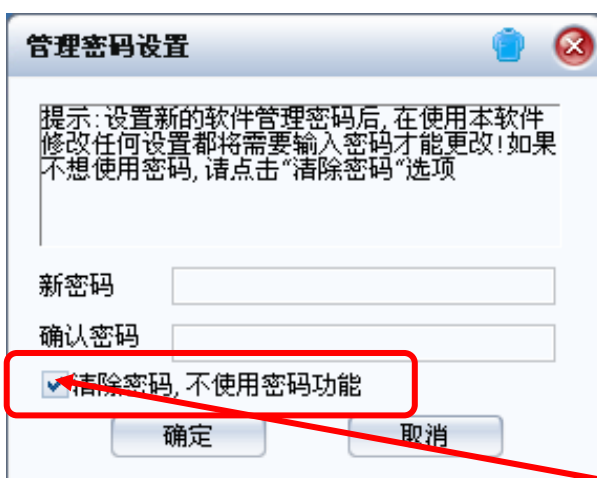 管理密码设置
提示:设置新的软件管理密码后,在使用本软件
修改任何设置都将需要输入密码才能更改!如果
不想使用密码,请点击“清除密码“选项
新密码
确认密码
清除密码,不使用密码功能
确定
取消